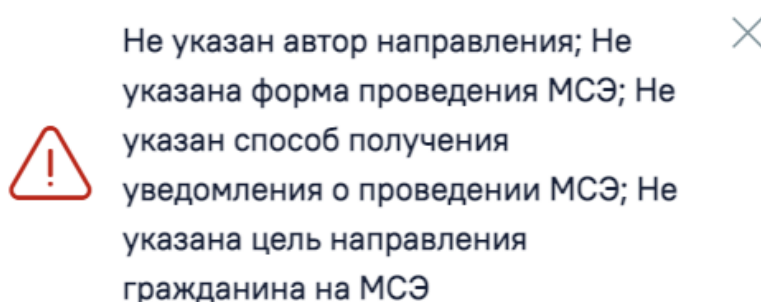 Не указан автор направления; Не
указана форма проведения МСЭ; Не
указан способ получения
уведомления о проведении МСЭ; Не
указана цель направления
гражданина на МСЭ